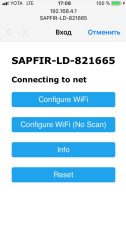 YOTA LTE 17:08 100 %
192.168.4.1
SAPFIR-LD-821665
Вход Отменить
SAPFIR-LD-821665
Connecting to net
Configure WiFi
Configure WiFi (No Scan)
Info
Reset